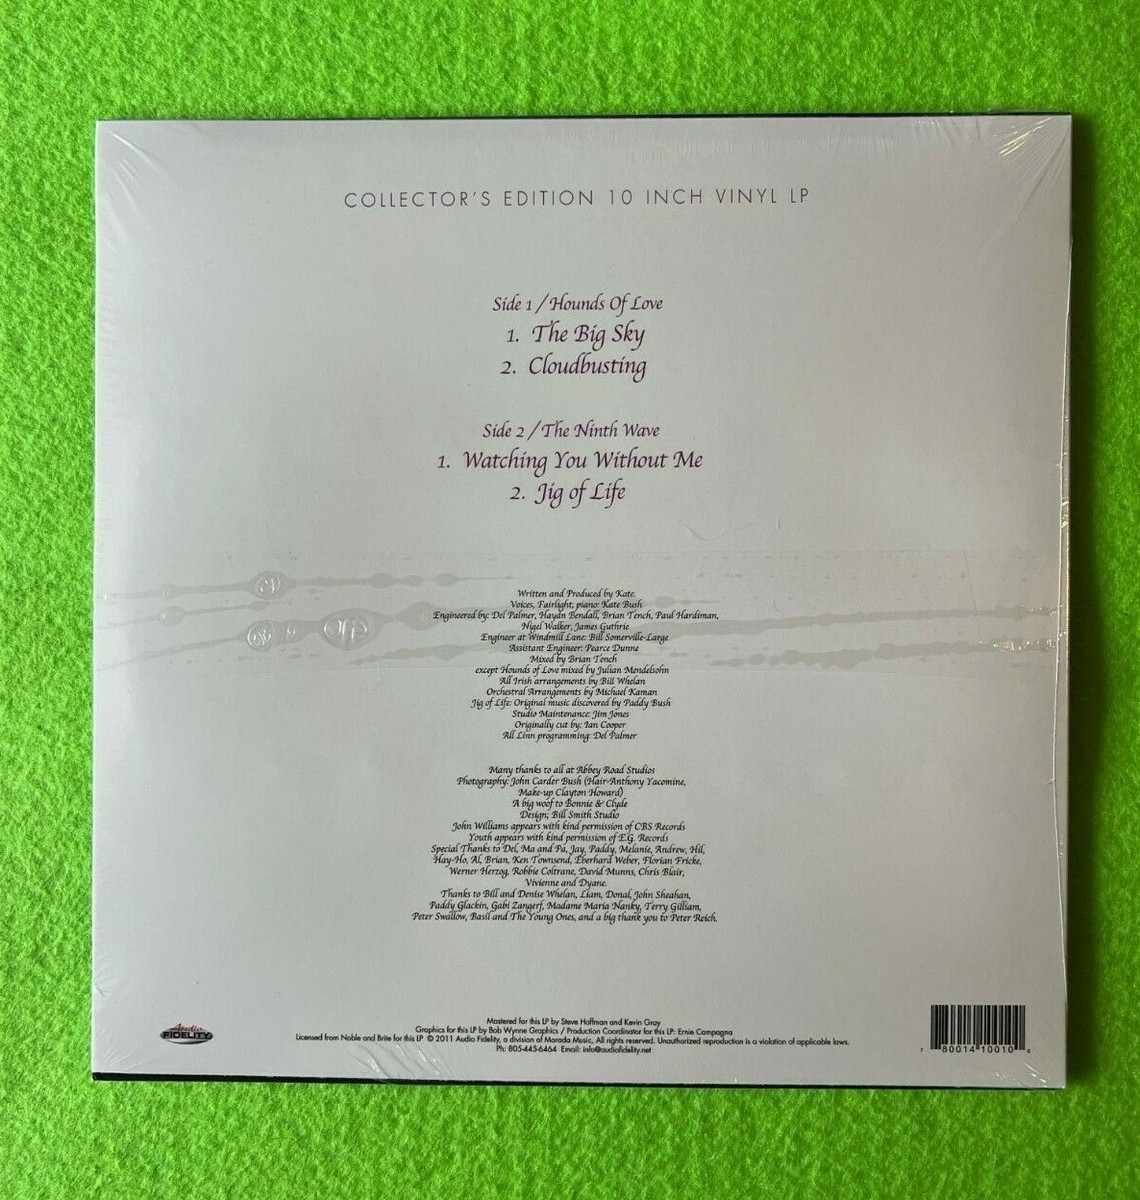 COLLECTOR'S EDITION 10 INCH VINYL LP
Side 1 / Hounds Of Love
1. The Big Sky
2. Cloudbusting
Side 2 / The Ninth Wave
1. Watching You Without Me
2. Jig of Life
Written and Produced by Kate.
Voices, Fairlight, piano: Kate Bush
Engineered by: Del Palmer, Haydn Bendall, Brian Tench, Paul Hardiman,
Nigel Walker, James Guthrie
Engineer at Windmill Lane: Bill Somerville-Large
Assistant Engineer: Pearce Dunne
Mixed by Brian Tench
except Hounds of Love mixed by Julian Mendelsohn
All Irish arrangements by Bill Whelan
Orchestral Arrangements by Michael Kaman
Jig of Life: Original music discovered by Paddy Bush
Studio Maintenance: Jim Jones
Originally cut by: Ian Cooper
All Linn programming: Del Palmer
Many thanks to all at Abbey Road Studios
Photography: John Carder Bush (Hair-Anthony Yacomine,
Make-up Clayton Howard)
A big woof to Bonnie & Clyde
Design; Bill Smith Studio
John Williams appears with kind permission of CBS Records
Youth appears with kind permission of E.G. Records
Special Thanks to Del, Ma and Pa, Jay, Paddy, Melanie, Andrew, Hil,
Hay-Ho, Al, Brian, Ken Townsend, Eberhard Weber, Florian Fricke,
Werner Herzog, Robbie Coltrane, David Munns, Chris Blair,
Vivienne and Dyane.
Thanks to Bill and Denise Whelan, Liam, Donal, John Sheahan,
Paddy Glackin, Gabi Zangerf, Madame Maria Nanky, Terry Gilliam,
Peter Swallow, Basil and The Young Ones, and a big thank you to Peter Reich.
Audio
FIDELITY
Mastered for this LP by Steve Hoffman and Kevin Gray
Graphics for this LP by Bob Wynne Graphics / Production Coordinator for this LP: Ernie Campagna
Licensed from Noble and Brite for this LP © 2011 Audio Fidelity, a division of Morada Music, All rights reserved. Unauthorized reproduction is a violation of applicable laws.
Ph: 805-445-6464 Email: info@audiofidelity.net
7 80014 10010